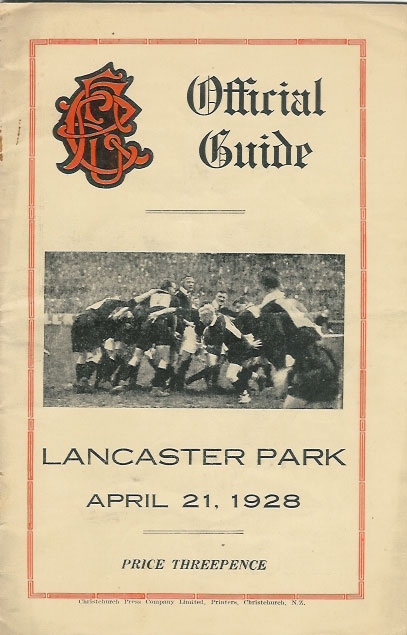 Official
Guide
LANCASTER PARK
APRIL 21, 1928
PRICE THREEPENCE
Christchurch Press Company Limited, Printers, Christchurch, N.Z.